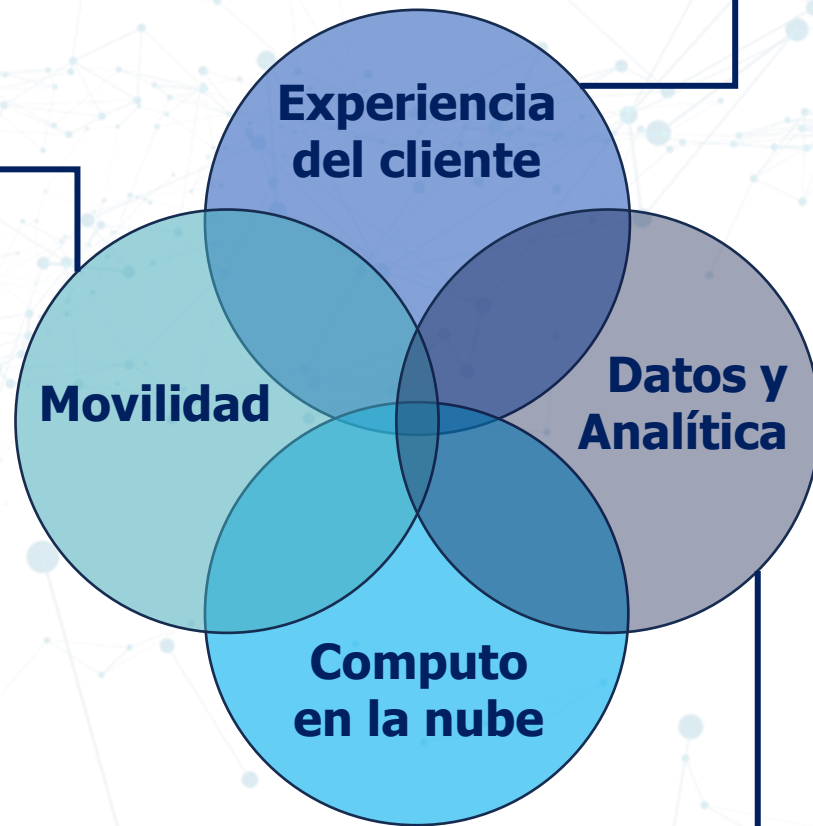 Experiencia
del cliente
Movilidad
Datos y
Analítica
Computo
en la nube